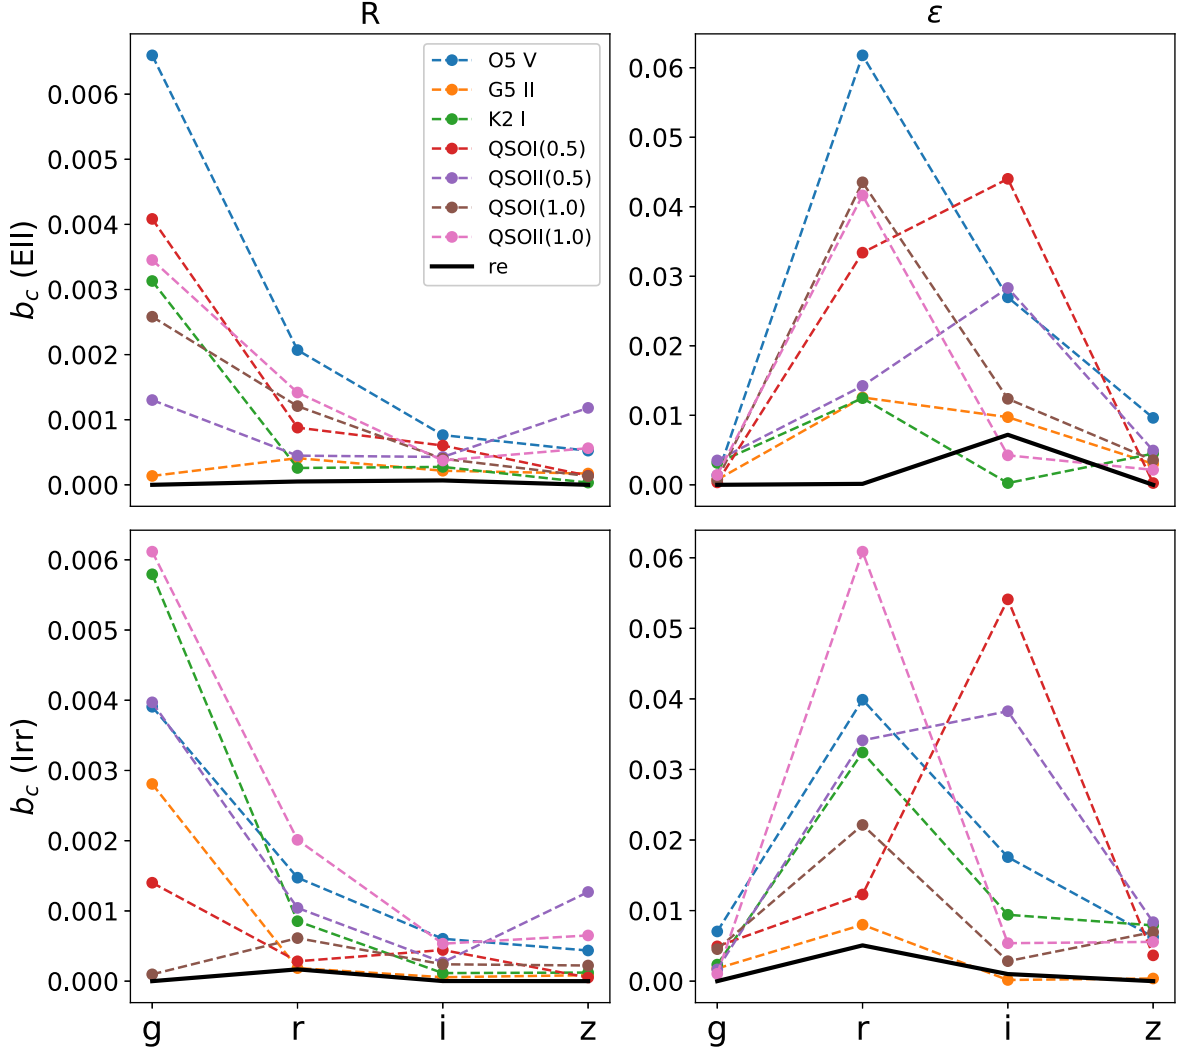 R
ε
b_c (Ell)
0.006
0.005
0.004
0.003
0.002
0.001
0.000
O5 V
G5 II
K2 I
QSOI(0.5)
QSOII(0.5)
QSOI(1.0)
QSOII(1.0)
re
0.06
0.05
0.04
0.03
0.02
0.01
0.00
b_c (Irr)
0.006
0.005
0.004
0.003
0.002
0.001
0.000
0.06
0.05
0.04
0.03
0.02
0.01
0.00
g r i z
g r i z